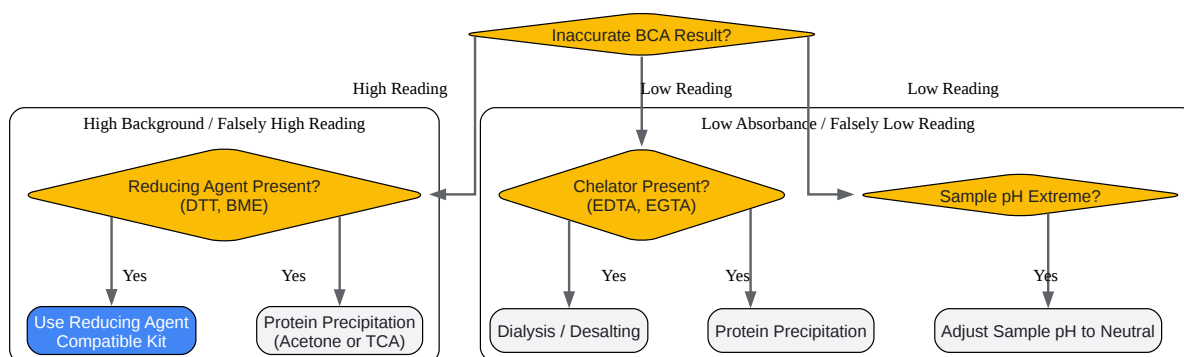 Inaccurate BCA Result?
High Reading
Low Reading
Low Reading
High Background / Falsely High Reading
Low Absorbance / Falsely Low Reading
Reducing Agent Present?
(DTT, BME)
Chelator Present?
(EDTA, EGTA)
Sample pH Extreme?
Yes
Yes
Yes
Yes
Yes
Use Reducing Agent
Compatible Kit
Protein Precipitation
(Acetone or TCA)
Dialysis / Desalting
Protein Precipitation
Adjust Sample pH to Neutral